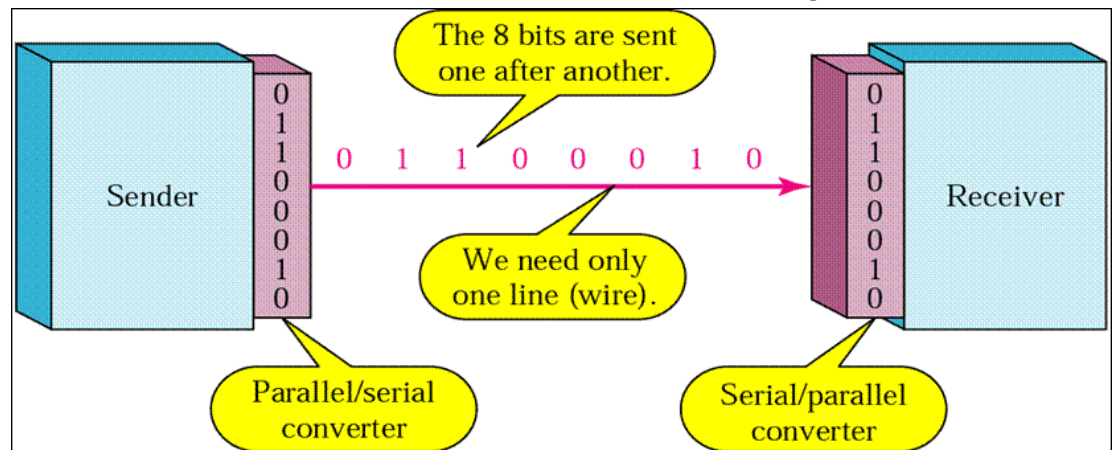 The 8 bits are sent
one after another.
0
1
1
0
0
0
1
0
0 1 1 0 0 0 1 0
0
1
1
0
0
0
1
0
Sender
Receiver
We need only
one line (wire).
Parallel/serial
converter
Serial/parallel
converter